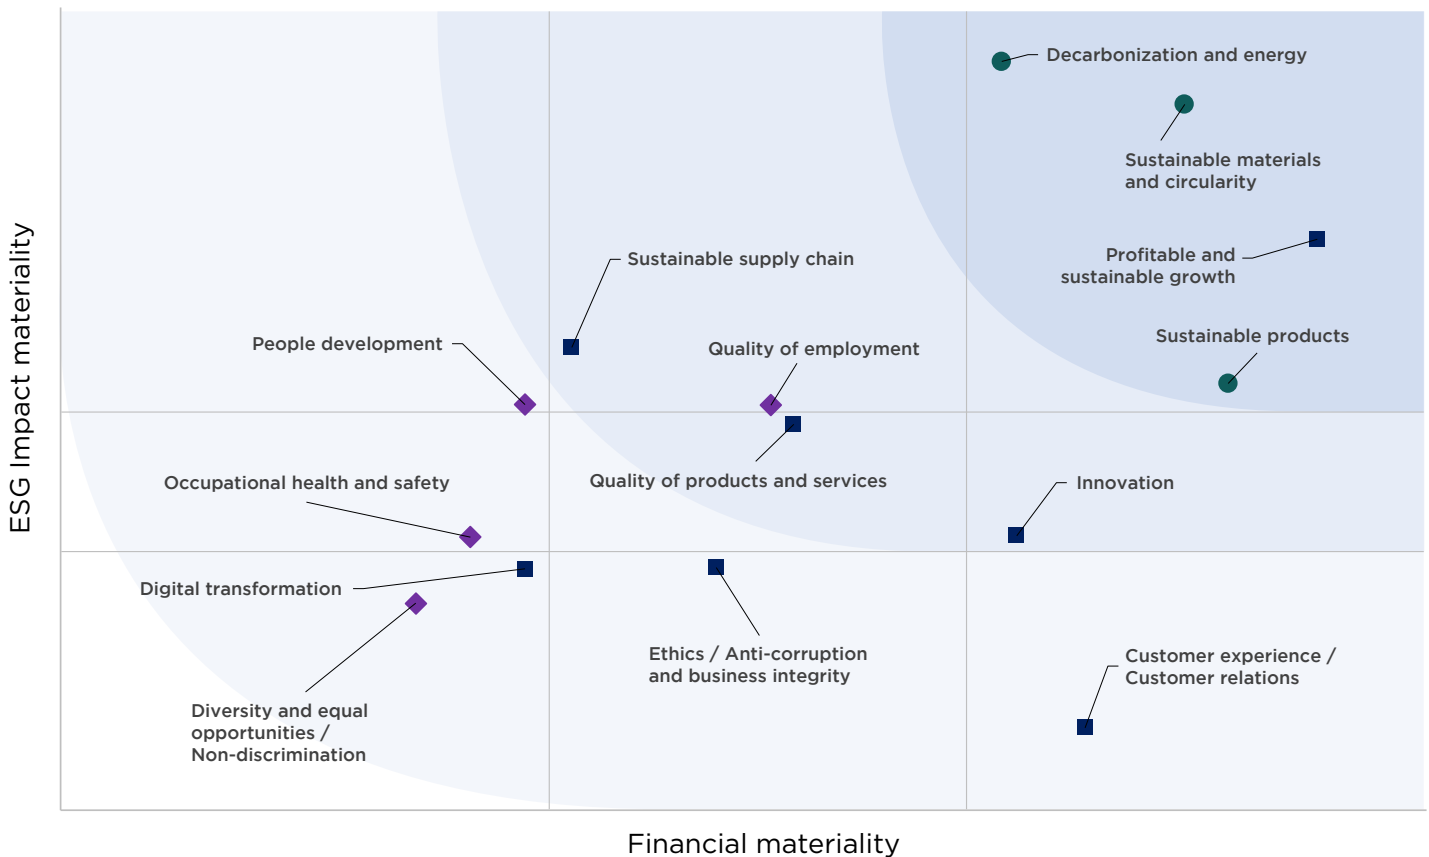 Decarbonization and energy
Sustainable materials
and circularity
Profitable and
sustainable growth
Sustainable supply chain
Sustainable products
People development
Quality of employment
Quality of products and services
Occupational health and safety
Innovation
Digital transformation
Ethics / Anti-corruption
and business integrity
Customer experience /
Customer relations
Diversity and equal
opportunities /
Non-discrimination
ESG Impact materiality
Financial materiality